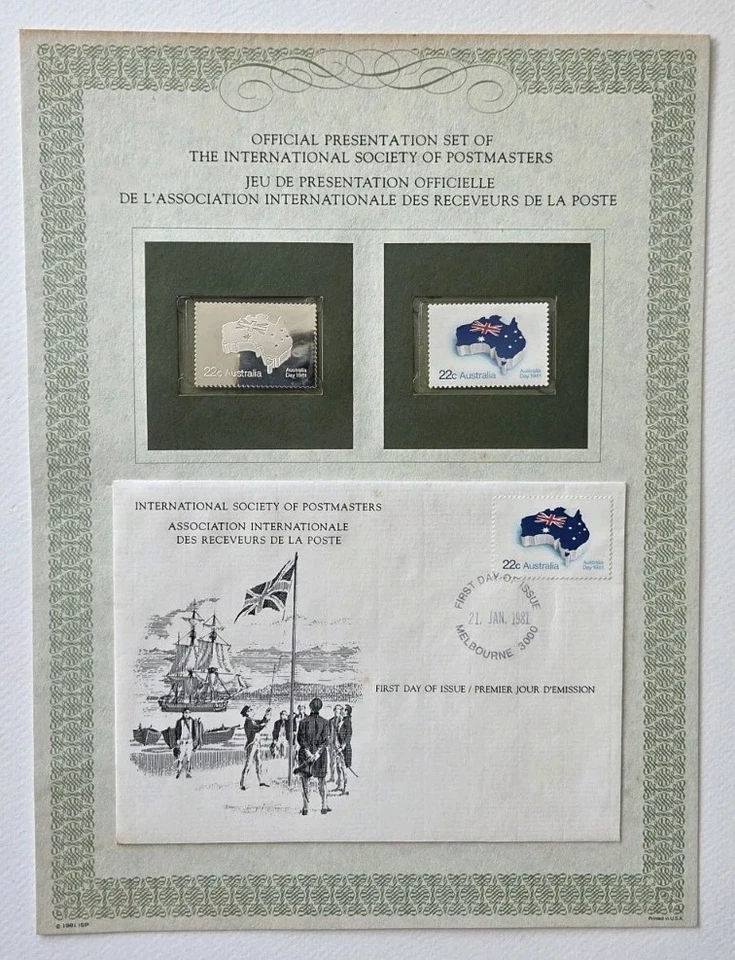 OFFICIAL PRESENTATION SET OF
THE INTERNATIONAL SOCIETY OF POSTMASTERS
JEU DE PRESENTATION OFFICIELLE
DE L'ASSOCIATION INTERNATIONALE DES RECEVEURS DE LA POSTE
22c Australia
Australia
Day 1981
22c Australia
Australia
Day 1981
INTERNATIONAL SOCIETY OF POSTMASTERS
ASSOCIATION INTERNATIONALE
DES RECEVEURS DE LA POSTE
22c Australia
Australia
Day 1981
FIRST DAY OF ISSUE
21. JAN. 1981
MELBOURNE 3000
FIRST DAY OF ISSUE / PREMIER JOUR D'EMISSION
© 1981 ISP
Printed in U.S.A.